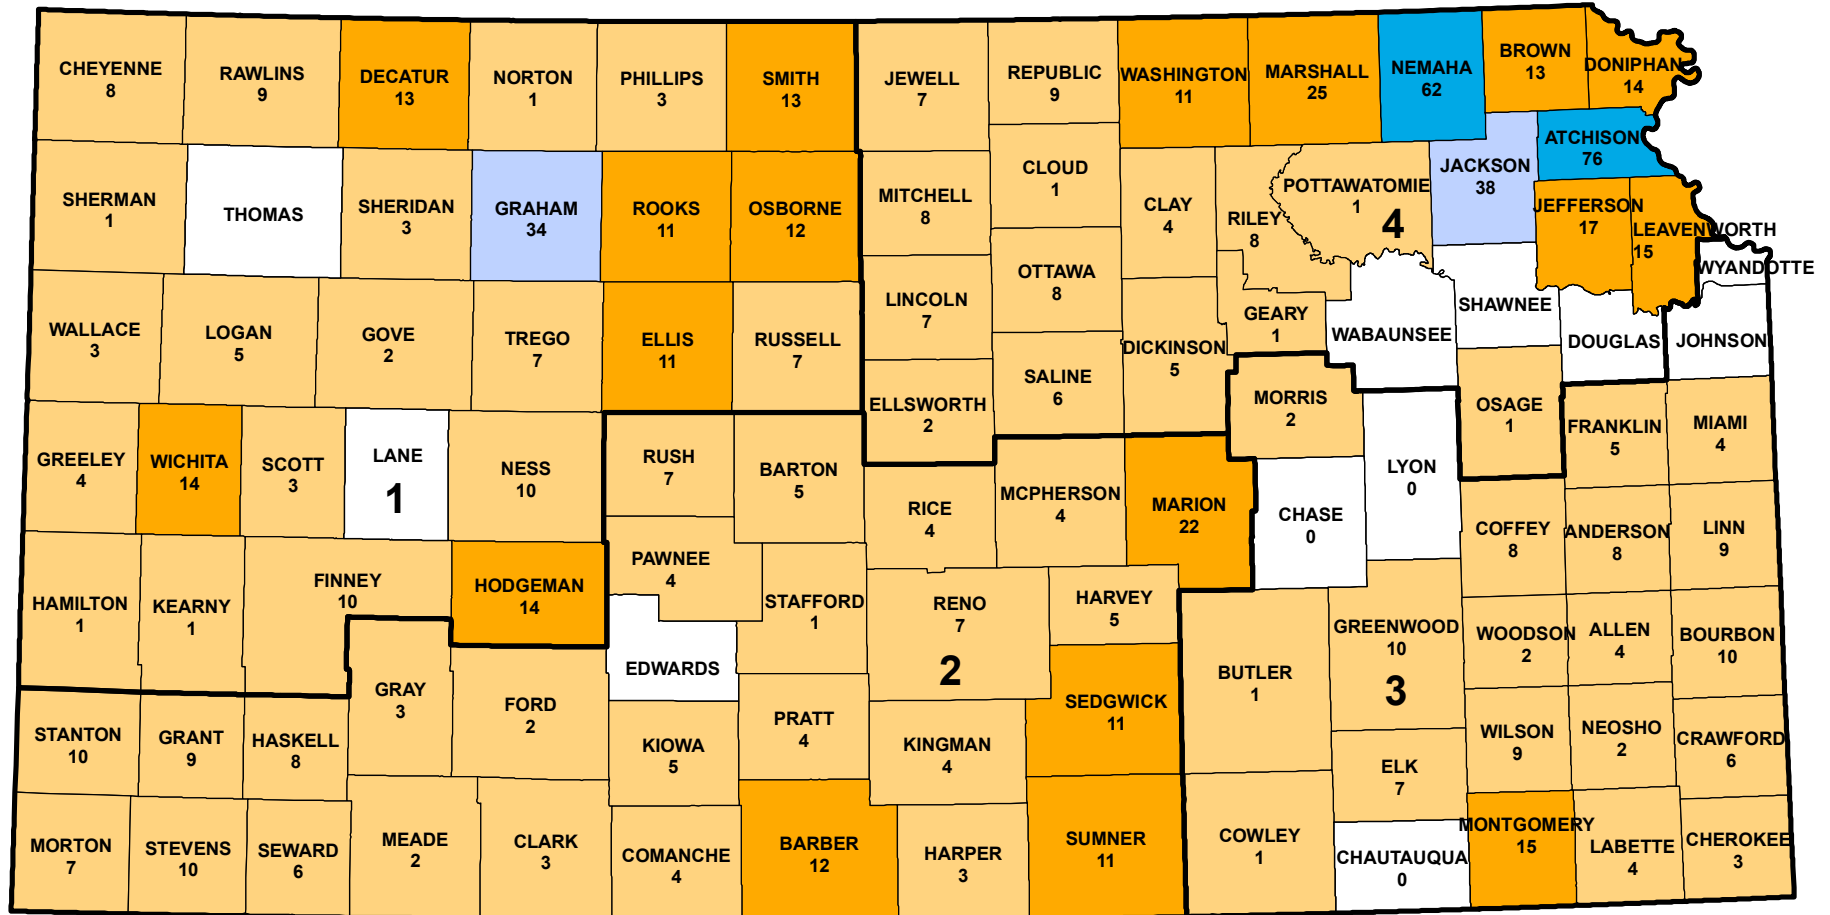 CHEYENNE
8
RAWLINS
9
DECATUR
13
NORTON
1
PHILLIPS
3
SMITH
13
JEWELL
7
REPUBLIC
9
WASHINGTON
11
MARSHALL
25
NEMAHA
62
BROWN
13
DONIPHAN
14
SHERMAN
1
THOMAS
SHERIDAN
3
GRAHAM
34
ROOKS
11
OSBORNE
12
MITCHELL
8
CLOUD
1
CLAY
4
RILEY
8
POTTAWATOMIE
1
4
JACKSON
38
ATCHISON
76
JEFFERSON
17
LEAVENWORTH
15
WYANDOTTE
WALLACE
3
LOGAN
5
GOVE
2
TREGO
7
ELLIS
11
RUSSELL
7
LINCOLN
7
OTTAWA
8
DICKINSON
5
GEARY
1
WABAUNSEE
SHAWNEE
DOUGLAS
JOHNSON
ELLSWORTH
2
SALINE
6
MORRIS
2
OSAGE
1
FRANKLIN
5
MIAMI
4
GREELEY
4
WICHITA
14
SCOTT
3
LANE
1
NESS
10
RUSH
7
BARTON
5
RICE
4
MCPHERSON
4
MARION
22
CHASE
0
LYON
0
COFFEY
8
ANDERSON
8
LINN
9
HAMILTON
1
KEARNY
1
FINNEY
10
HODGEMAN
14
PAWNEE
4
STAFFORD
1
RENO
7
2
HARVEY
5
EDWARDS
BUTLER
1
GREENWOOD
10
3
WOODSON
2
ALLEN
4
BOURBON
10
STANTON
10
GRANT
9
HASKELL
8
GRAY
3
FORD
2
KIOWA
5
PRATT
4
KINGMAN
4
SEDGWICK
11
ELK
7
WILSON
9
NEOSHO
2
CRAWFORD
6
MORTON
7
STEVENS
10
SEWARD
6
MEADE
2
CLARK
3
COMANCHE
4
BARBER
12
HARPER
3
SUMNER
11
COWLEY
1
CHAUTAUQUA
0
MONTGOMERY
15
LABETTE
4
CHEROKEE
3